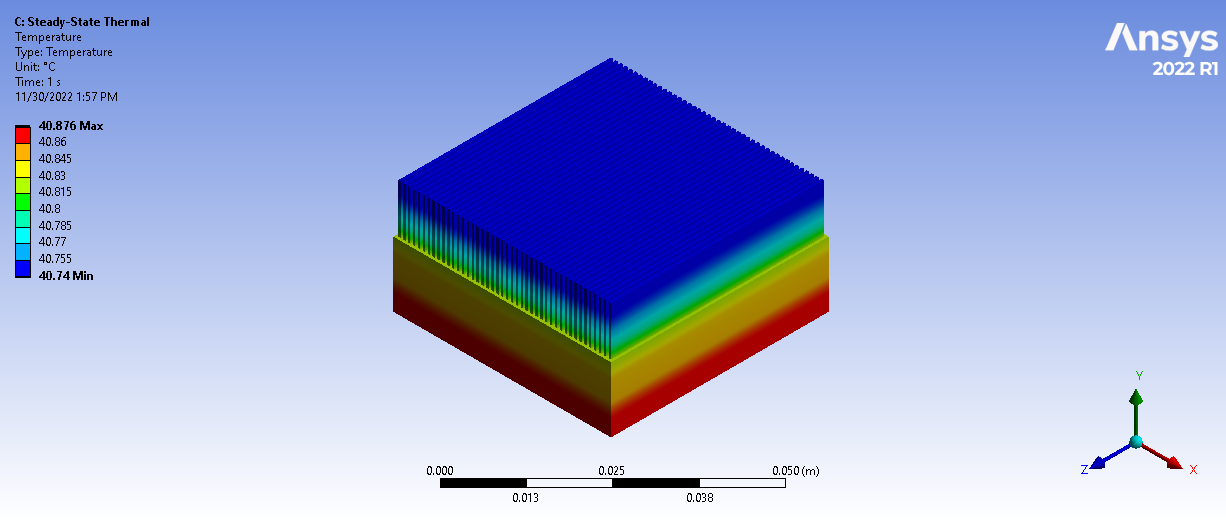 C: Steady-State Thermal
Temperature
Type: Temperature
Unit: °C
Time: 1 s
11/30/2022 1:57 PM
40.876 Max
40.86
40.845
40.83
40.815
40.8
40.785
40.77
40.755
40.74 Min
Ansys
2022 R1
0.000 0.025 0.050 (m)
0.013 0.038
Y
Z X